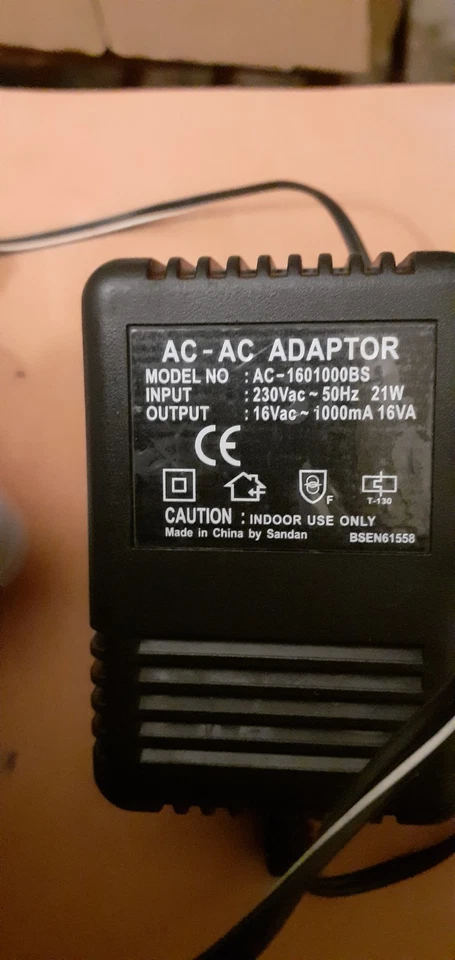 AC-AC ADAPTOR
MODEL NO : AC-1601000BS
INPUT : 230Vac ~ 50Hz 21W
OUTPUT : 16Vac ~ 1000mA 16VA
CE
F
T-130
CAUTION : INDOOR USE ONLY
Made in China by Sandan BSEN61558